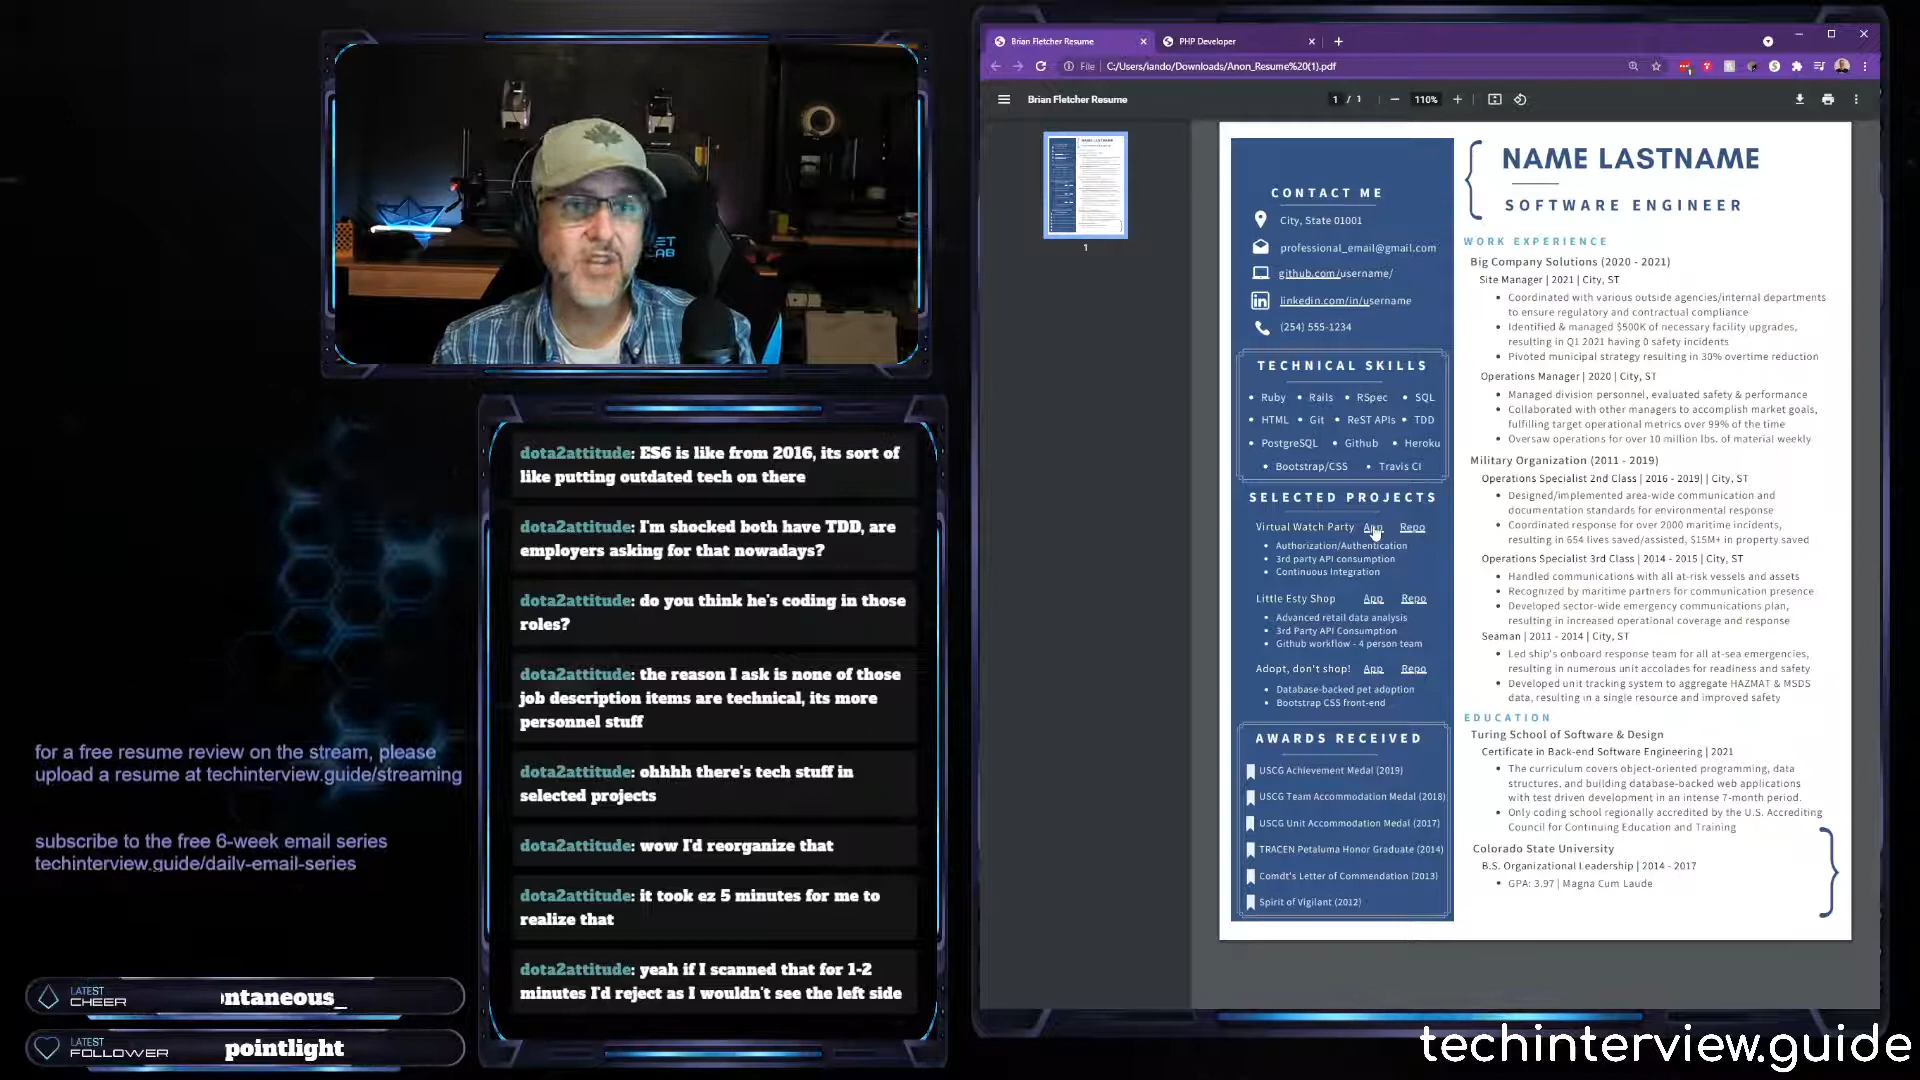 dota2attitude: ES6 is like from 2016, its sort of
like putting outdated tech on there
dota2attitude: I'm shocked both have TDD, are
employers asking for that nowadays?
dota2attitude: do you think he's coding in those
roles?
dota2attitude: the reason I ask is none of those
job description items are technical, its more
personnel stuff
dota2attitude: ohhhh there's tech stuff in
selected projects
dota2attitude: wow I'd reorganize that
dota2attitude: it took ez 5 minutes for me to
realize that
dota2attitude: yeah if I scanned that for 1-2
minutes I'd reject as I wouldn't see the left side
for a free resume review on the stream, please
upload a resume at techinterview.guide/streaming
subscribe to the free 6-week email series
techinterview.guide/daily-email-series
LATEST
CHEER
ntaneous_
LATEST
FOLLOWER
pointlight
Brian Fletcher Resume
PHP Developer
File
C:/Users/iando/Downloads/Anon_Resume%20(1).pdf
Brian Fletcher Resume
1 / 1
110%
1
CONTACT ME
City, State 01001
professional_email@gmail.com
github.com/username/
linkedin.com/in/username
(254) 555-1234
TECHNICAL SKILLS
• Ruby • Rails • RSpec • SQL
• HTML • Git • ReST APIs • TDD
• PostgreSQL • Github • Heroku
• Bootstrap/CSS • Travis CI
SELECTED PROJECTS
Virtual Watch Party App Repo
• Authorization/Authentication
• 3rd party API consumption
• Continuous Integration
Little Esty Shop App Repo
• Advanced retail data analysis
• 3rd Party API Consumption
• Github workflow - 4 person team
Adopt, don't shop! App Repo
• Database-backed pet adoption
• Bootstrap CSS front-end
AWARDS RECEIVED
USCG Achievement Medal (2019)
USCG Team Accommodation Medal (2018)
USCG Unit Accommodation Medal (2017)
TRACEN Petaluma Honor Graduate (2014)
Comdt's Letter of Commendation (2013)
Spirit of Vigilant (2012)
NAME LASTNAME
SOFTWARE ENGINEER
WORK EXPERIENCE
Big Company Solutions (2020 - 2021)
Site Manager | 2021 | City, ST
• Coordinated with various outside agencies/internal departments
to ensure regulatory and contractual compliance
• Identified & managed $500K of necessary facility upgrades,
resulting in Q1 2021 having 0 safety incidents
• Pivoted municipal strategy resulting in 30% overtime reduction
Operations Manager | 2020 | City, ST
• Managed division personnel, evaluated safety & performance
• Collaborated with other managers to accomplish market goals,
fulfilling target operational metrics over 99% of the time
• Oversaw operations for over 10 million lbs. of material weekly
Military Organization (2011 - 2019)
Operations Specialist 2nd Class | 2016 - 2019| | City, ST
• Designed/implemented area-wide communication and
documentation standards for environmental response
• Coordinated response for over 2000 maritime incidents,
resulting in 654 lives saved/assisted, $15M+ in property saved
Operations Specialist 3rd Class | 2014 - 2015 | City, ST
• Handled communications with all at-risk vessels and assets
• Recognized by maritime partners for communication presence
• Developed sector-wide emergency communications plan,
resulting in increased operational coverage and response
Seaman | 2011 - 2014 | City, ST
• Led ship's onboard response team for all at-sea emergencies,
resulting in numerous unit accolades for readiness and safety
• Developed unit tracking system to aggregate HAZMAT & MSDS
data, resulting in a single resource and improved safety
EDUCATION
Turing School of Software & Design
Certificate in Back-end Software Engineering | 2021
• The curriculum covers object-oriented programming, data
structures, and building database-backed web applications
with test driven development in an intense 7-month period.
• Only coding school regionally accredited by the U.S. Accrediting
Council for Continuing Education and Training
Colorado State University
B.S. Organizational Leadership | 2014 - 2017
• GPA: 3.97 | Magna Cum Laude
techinterview.guide